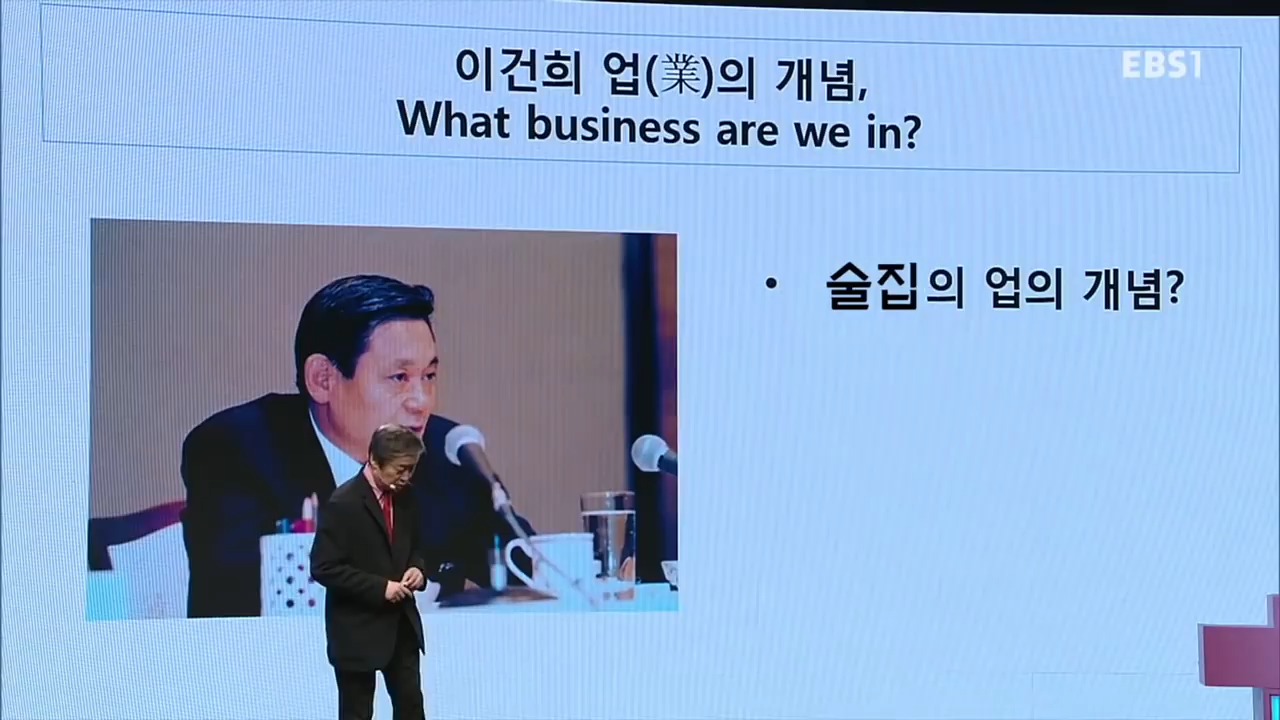 EBS1
이건희 업(業)의 개념,
What business are we in?
• 술집의 업의 개념?